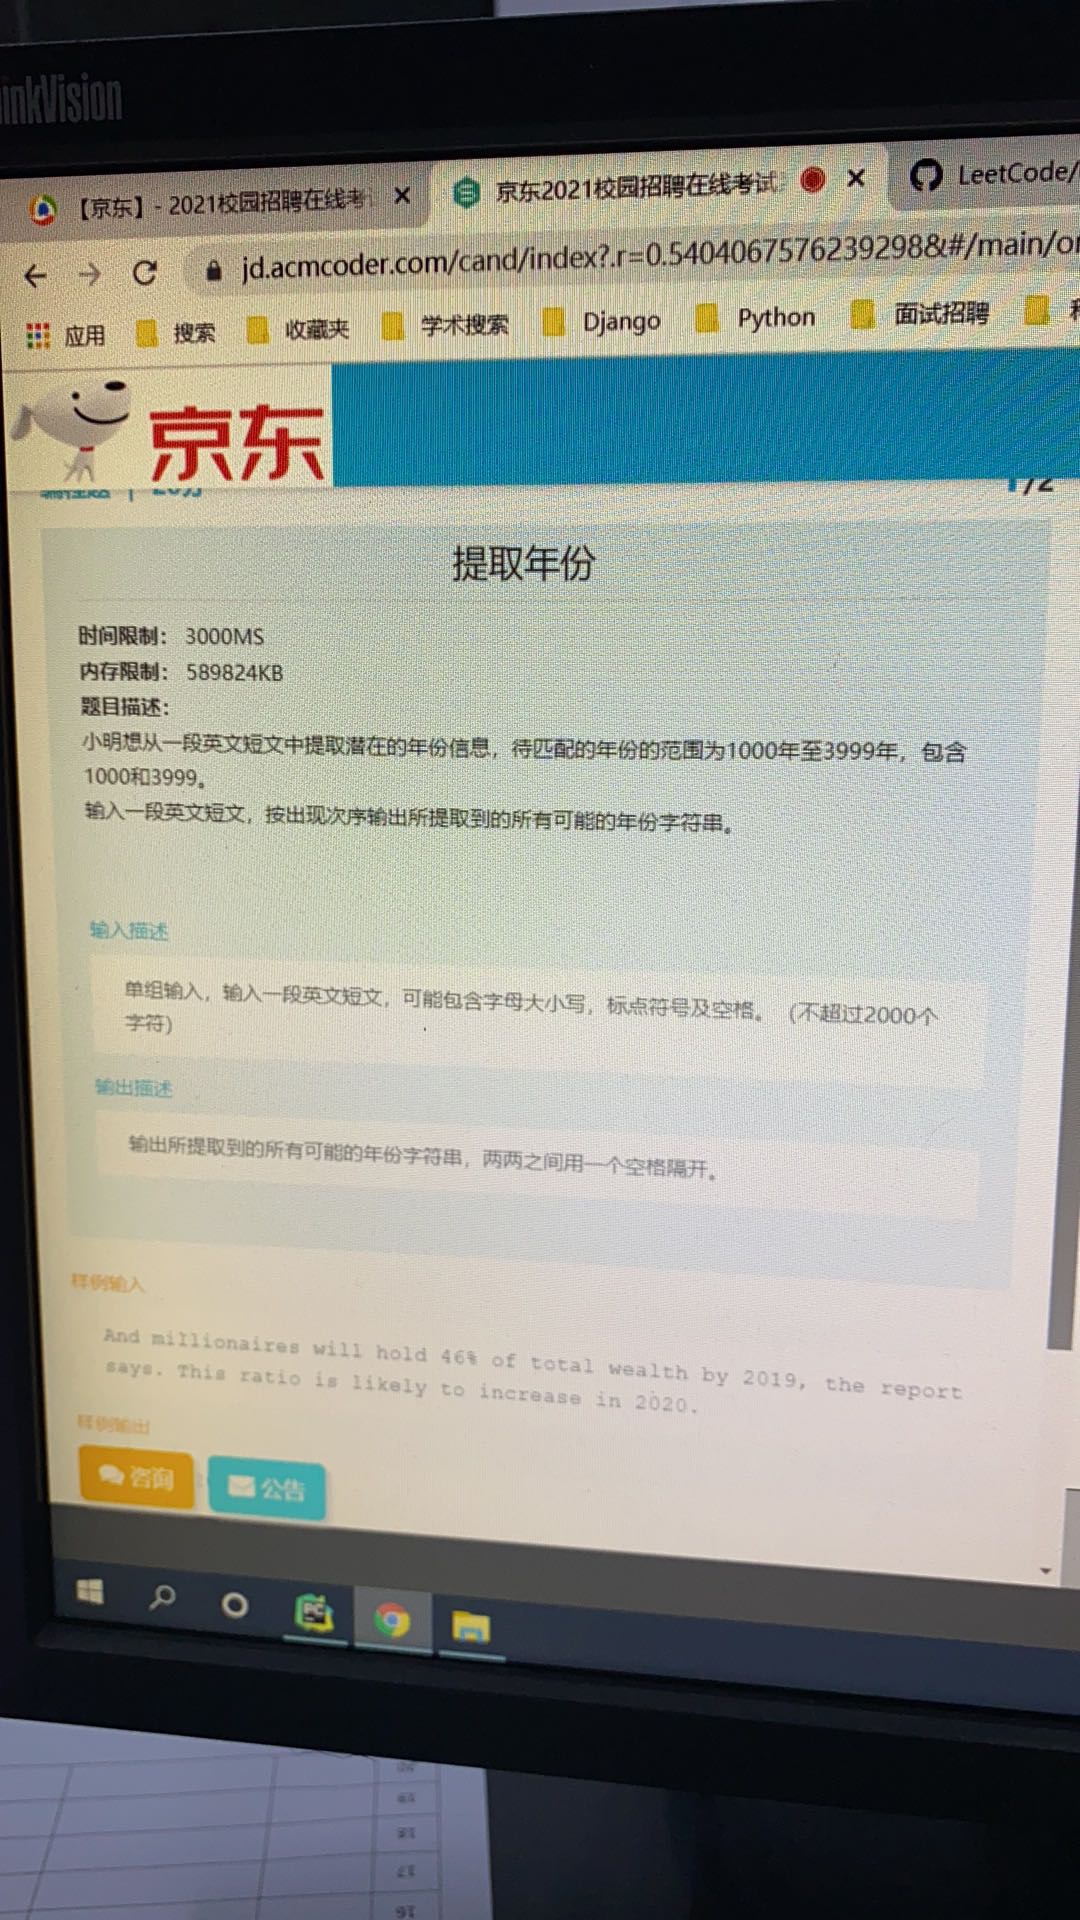 inkVision
【京东】- 2021校园招聘在线考
京东2021校园招聘在线考试
LeetCode/
jd.acmcoder.com/cand/index?.r=0.5404067576239298&#/main/or
应用
搜索
收藏夹
学术搜索
Django
Python
面试招聘
京东
1/2
提取年份
时间限制： 3000MS
内存限制： 589824KB
题目描述：
小明想从一段英文短文中提取潜在的年份信息，待匹配的年份的范围为1000年至3999年，包含
1000和3999。
输入一段英文短文，按出现次序输出所提取到的所有可能的年份字符串。
输入描述
单组输入，输入一段英文短文，可能包含字母大小写，标点符号及空格。（不超过2000个
字符）
输出描述
输出所提取到的所有可能的年份字符串，两两之间用一个空格隔开。
样例输入
And millionaires will hold 46% of total wealth by 2019, the report
says. This ratio is likely to increase in 2020.
样例输出
咨询
公告
PC
17
16